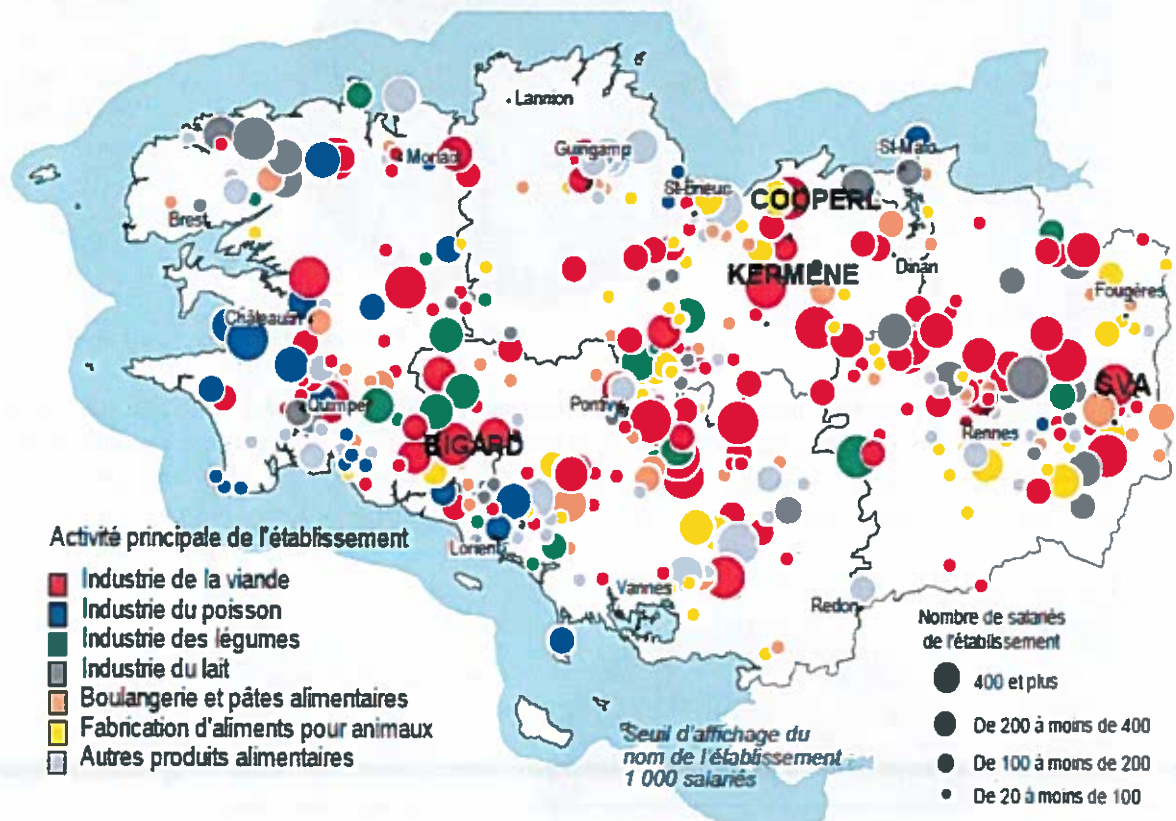 Lannion
Morlaix
Guingamp
St-Brieuc
St-Malo
COOPERL
Brest
Dinan
KERMENE
Fougères
Châteaulin
SVA
Quimper
Pontivy
Rennes
BIGARD
Lorient
Vannes
Redon
Activité principale de l'établissement
Industrie de la viande
Industrie du poisson
Industrie des légumes
Industrie du lait
Boulangerie et pâtes alimentaires
Fabrication d'aliments pour animaux
Autres produits alimentaires
Seuil d'affichage du
nom de l'établissement
1 000 salariés
Nombre de salariés
de l'établissement
400 et plus
De 200 à moins de 400
De 100 à moins de 200
De 20 à moins de 100